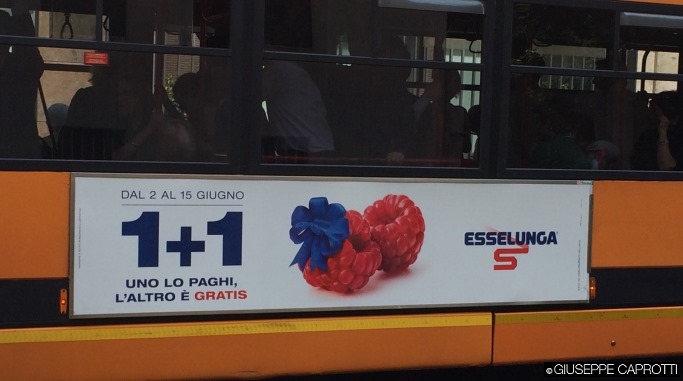 DAL 2 AL 15 GIUGNO
1+1
UNO LO PAGHI,
L'ALTRO È GRATIS
ESSELUNGA
S
©GIUSEPPE CAPROTTI